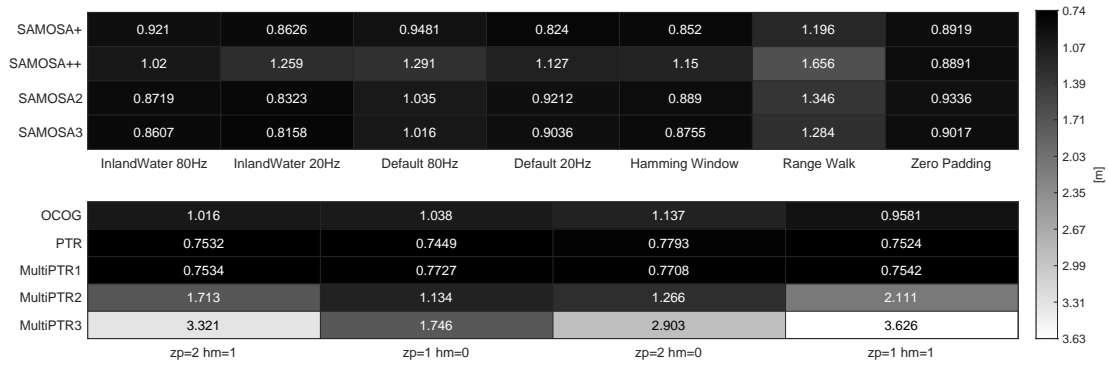 SAMOSA+ 0.921 0.8626 0.9481 0.824 0.852 1.196 0.8919
SAMOSA++ 1.02 1.259 1.291 1.127 1.15 1.656 0.8891
SAMOSA2 0.8719 0.8323 1.035 0.9212 0.889 1.346 0.9336
SAMOSA3 0.8607 0.8158 1.016 0.9036 0.8755 1.284 0.9017
InlandWater 80Hz InlandWater 20Hz Default 80Hz Default 20Hz Hamming Window Range Walk Zero Padding
OCOG 1.016 1.038 1.137 0.9581
PTR 0.7532 0.7449 0.7793 0.7524
MultiPTR1 0.7534 0.7727 0.7708 0.7542
MultiPTR2 1.713 1.134 1.266 2.111
MultiPTR3 3.321 1.746 2.903 3.626
zp=2 hm=1 zp=1 hm=0 zp=2 hm=0 zp=1 hm=1
0.74
1.07
1.39
1.71
2.03
2.35
2.67
2.99
3.31
3.63
[m]